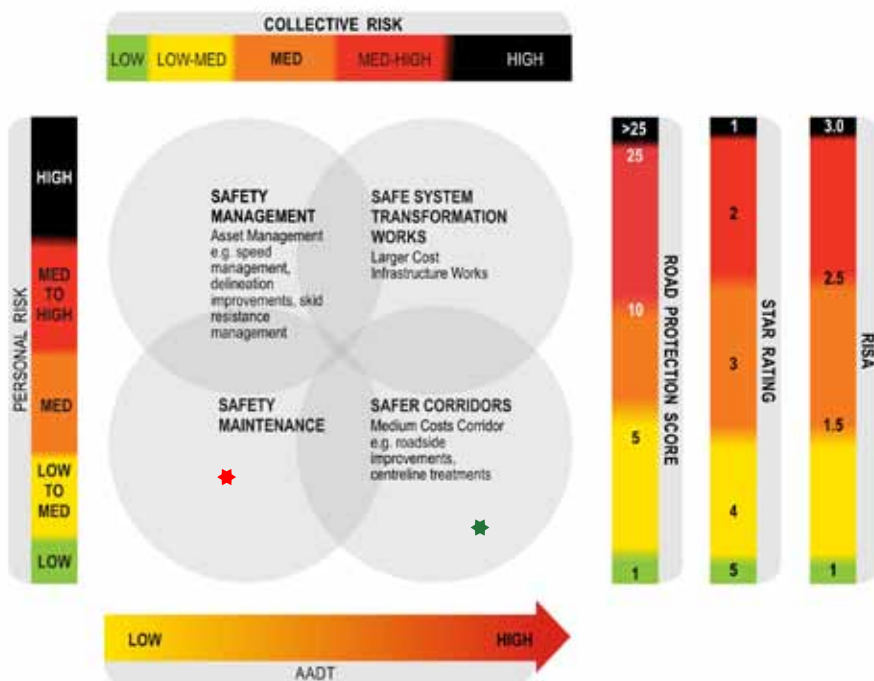 COLLECTIVE RISK
LOW LOW-MED MED MED-HIGH HIGH
PERSONAL RISK
HIGH
MED
TO
HIGH
MED
LOW
TO
MED
LOW
SAFETY
MANAGEMENT
Asset Management
e.g. speed
management,
delineation
improvements, skid
resistance
management
SAFE SYSTEM
TRANSFORMATION
WORKS
Larger Cost
Infrastructure Works
SAFETY
MAINTENANCE
SAFER CORRIDORS
Medium Costs Corridor
e.g. roadside
improvements,
centreline treatments
>25
25
10
5
1
ROAD PROTECTION SCORE
1
2
3
4
5
STAR RATING
3.0
2.5
1.5
1
RISA
LOW HIGH
AADT